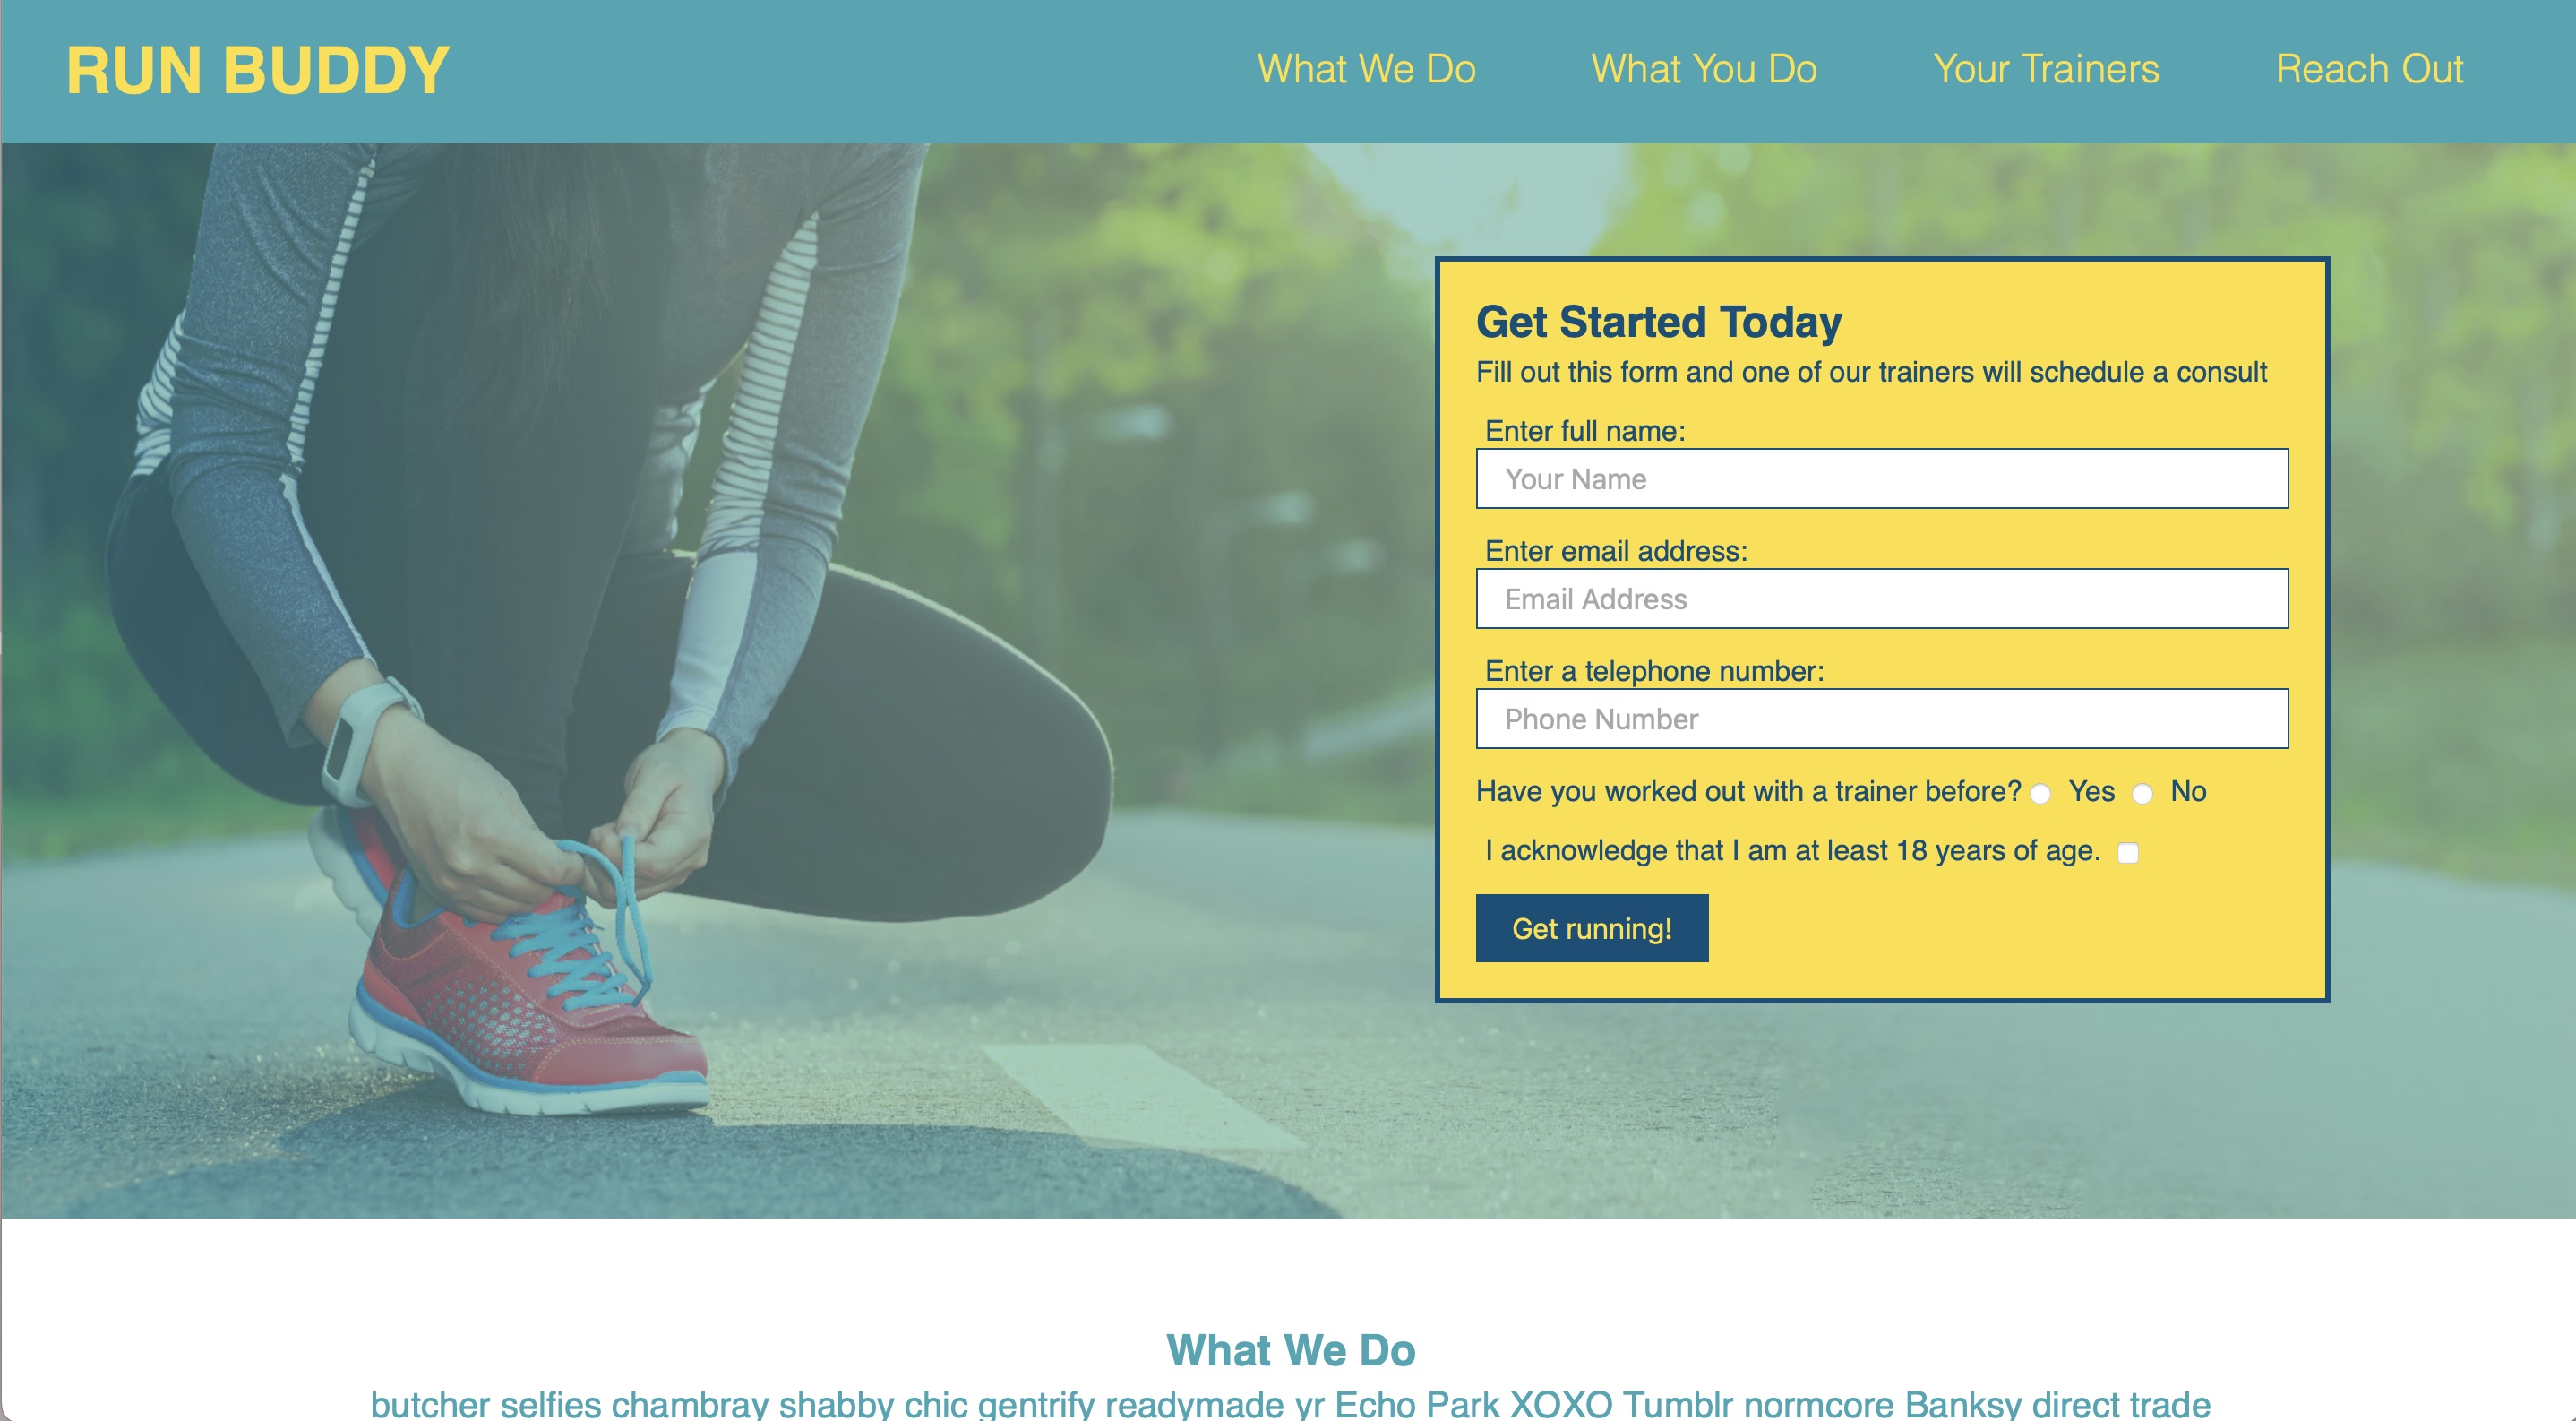 RUN BUDDY
What We Do
What You Do
Your Trainers
Reach Out
Get Started Today
Fill out this form and one of our trainers will schedule a consult
Enter full name:
Your Name
Enter email address:
Email Address
Enter a telephone number:
Phone Number
Have you worked out with a trainer before? Yes No
I acknowledge that I am at least 18 years of age.
Get running!
What We Do
butcher selfies chambray shabby chic gentrify readymade yr Echo Park XOXO Tumblr normcore Banksy direct trade